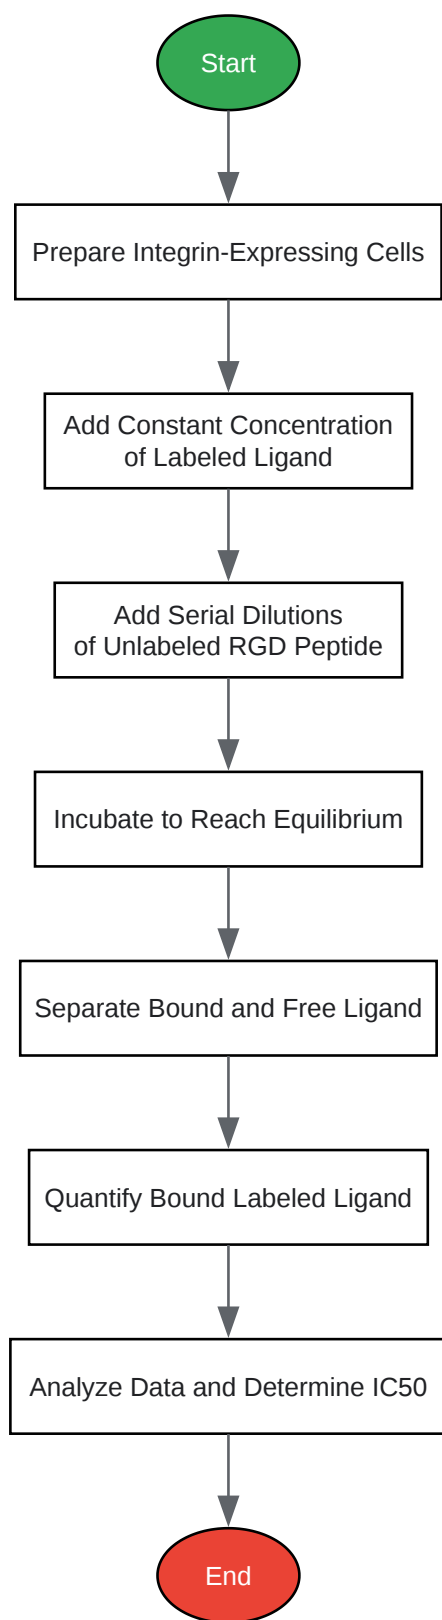 Start
Prepare Integrin-Expressing Cells
Add Constant Concentration
of Labeled Ligand
Add Serial Dilutions
of Unlabeled RGD Peptide
Incubate to Reach Equilibrium
Separate Bound and Free Ligand
Quantify Bound Labeled Ligand
Analyze Data and Determine IC50
End